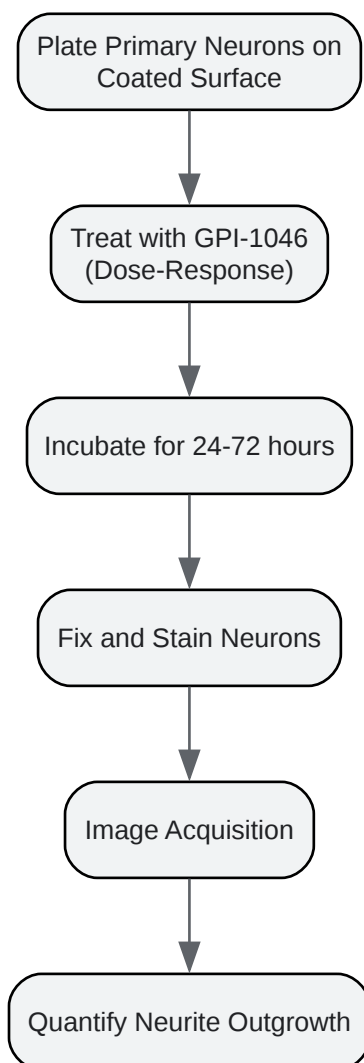 Plate Primary Neurons on
Coated Surface
Treat with GPI-1046
(Dose-Response)
Incubate for 24-72 hours
Fix and Stain Neurons
Image Acquisition
Quantify Neurite Outgrowth